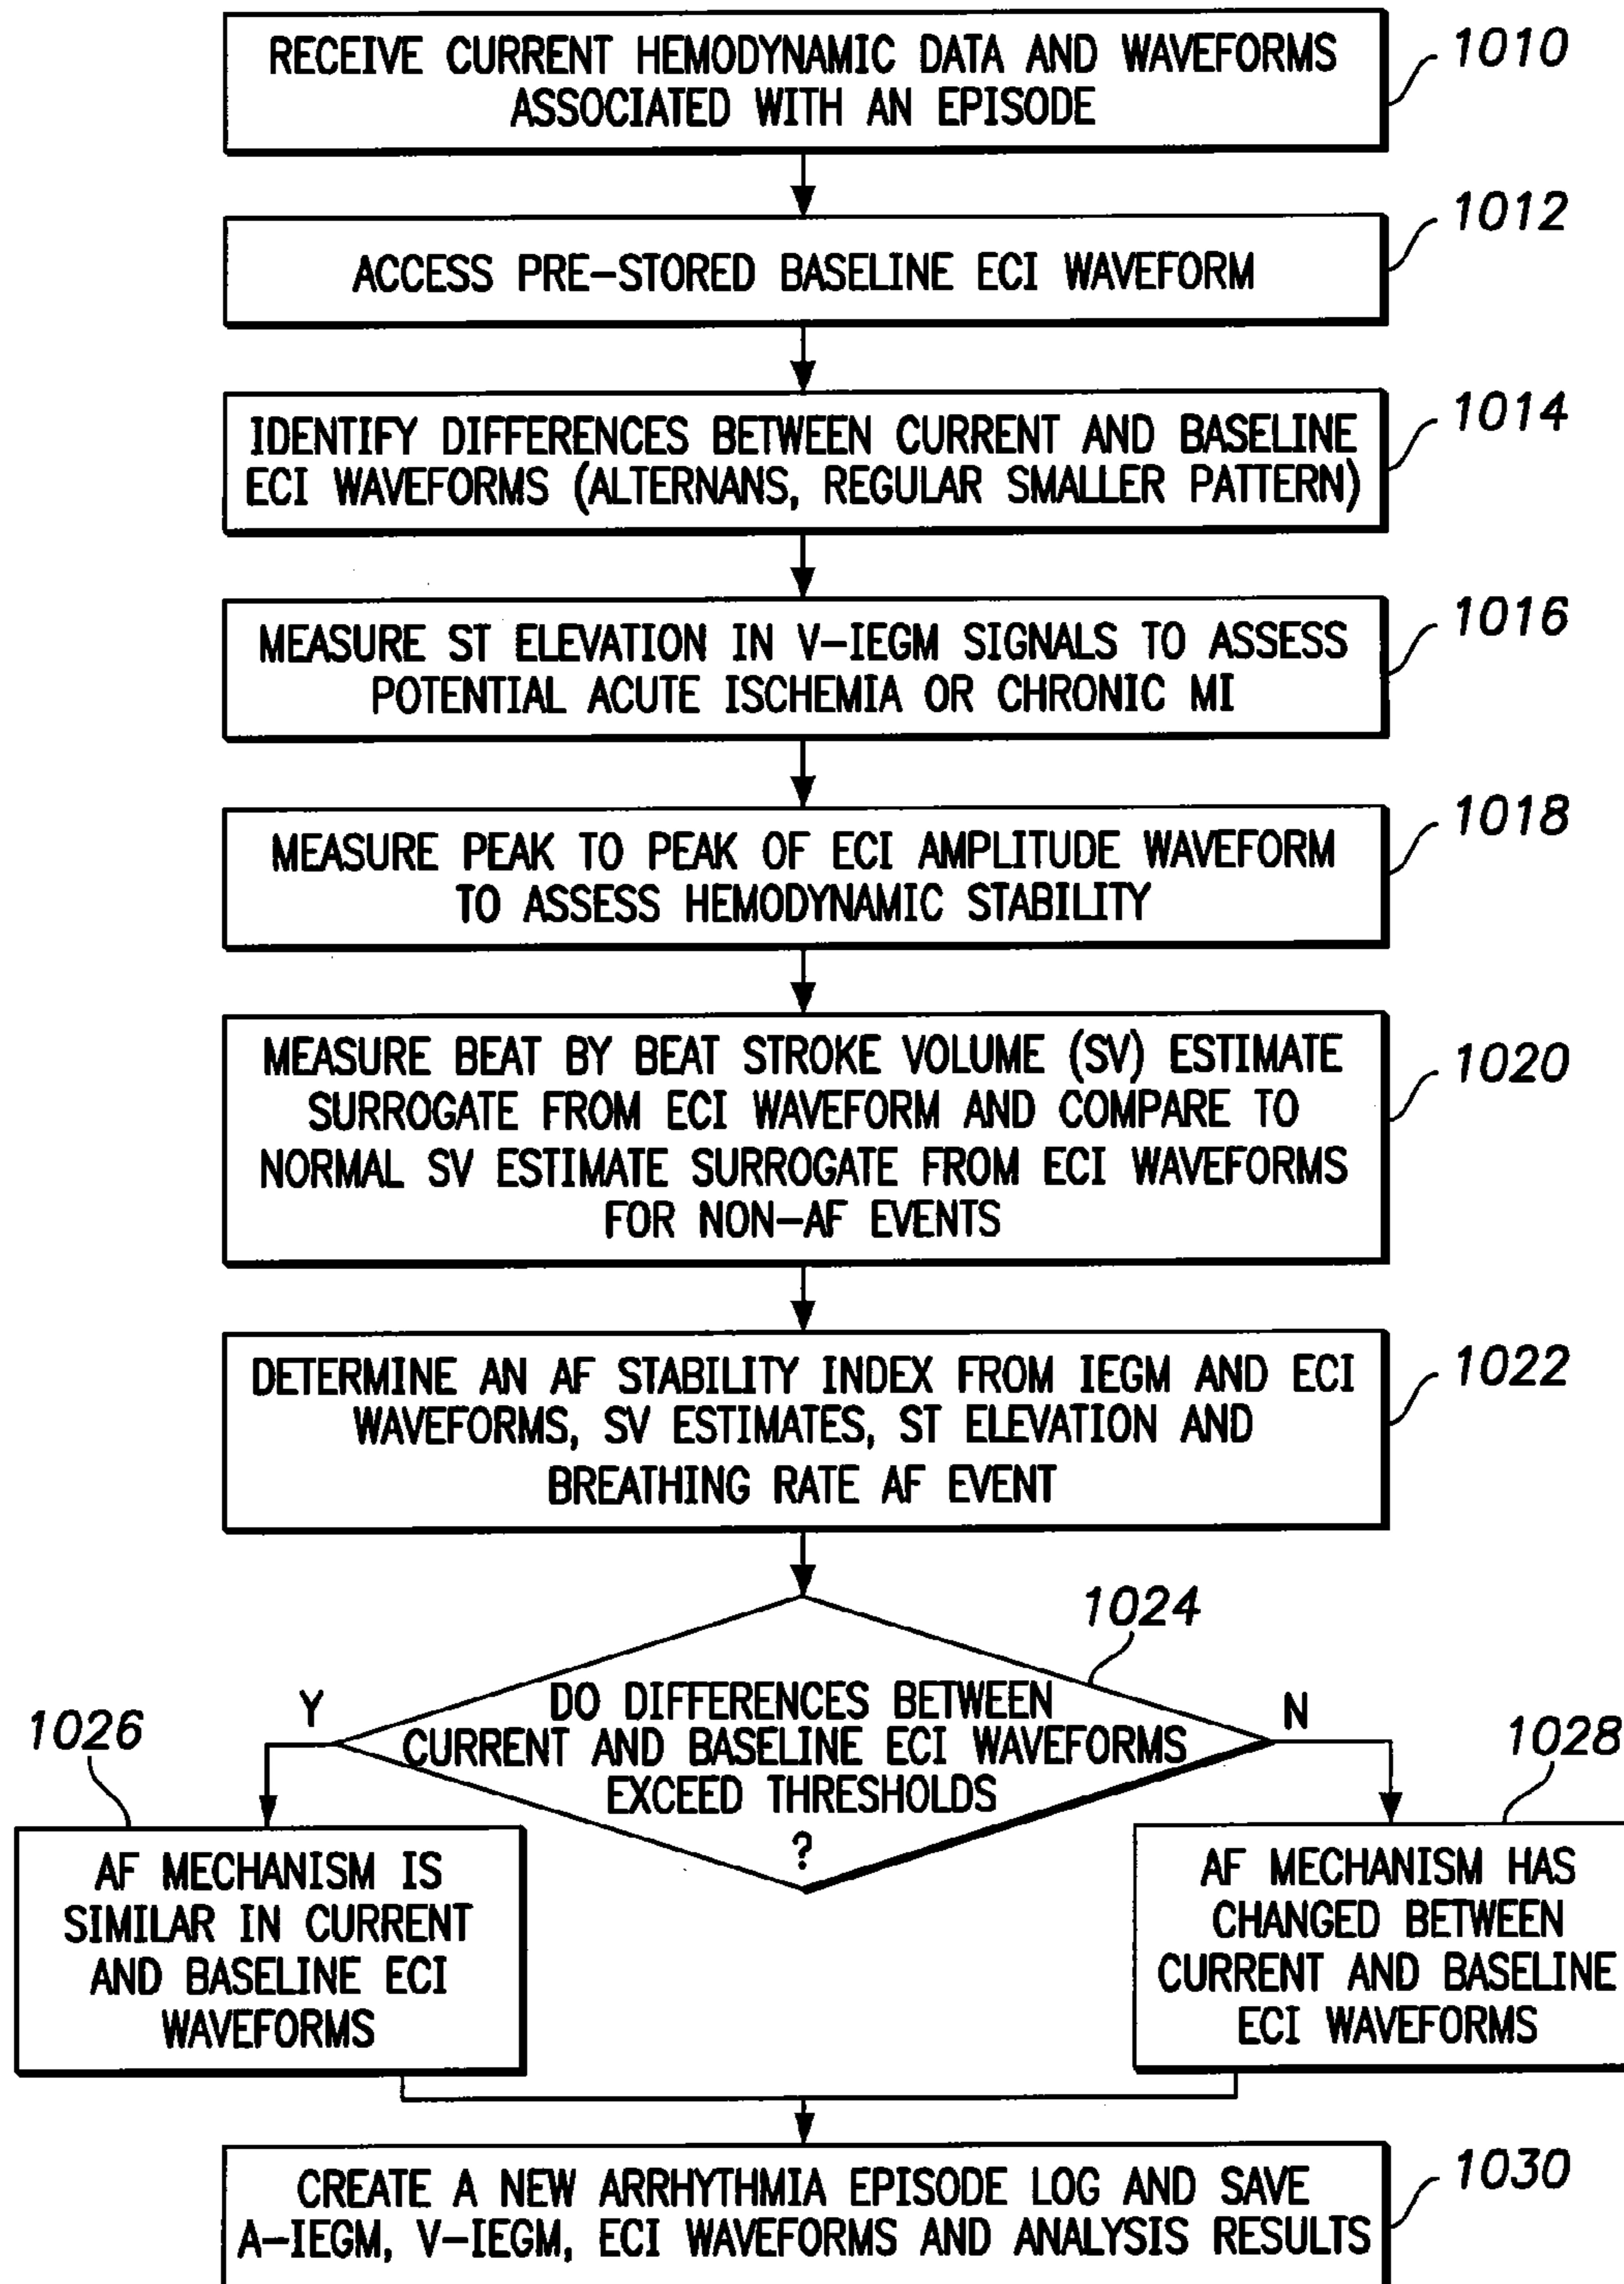 RECEIVE CURRENT HEMODYNAMIC DATA AND WAVEFORMS
ASSOCIATED WITH AN EPISODE
1010
ACCESS PRE-STORED BASELINE ECI WAVEFORM
1012
IDENTIFY DIFFERENCES BETWEEN CURRENT AND BASELINE
ECI WAVEFORMS (ALTERNANS, REGULAR SMALLER PATTERN)
1014
MEASURE ST ELEVATION IN V-IEGM SIGNALS TO ASSESS
POTENTIAL ACUTE ISCHEMIA OR CHRONIC MI
1016
MEASURE PEAK TO PEAK OF ECI AMPLITUDE WAVEFORM
TO ASSESS HEMODYNAMIC STABILITY
1018
MEASURE BEAT BY BEAT STROKE VOLUME (SV) ESTIMATE
SURROGATE FROM ECI WAVEFORM AND COMPARE TO
NORMAL SV ESTIMATE SURROGATE FROM ECI WAVEFORMS
FOR NON-AF EVENTS
1020
DETERMINE AN AF STABILITY INDEX FROM IEGM AND ECI
WAVEFORMS, SV ESTIMATES, ST ELEVATION AND
BREATHING RATE AF EVENT
1022
DO DIFFERENCES BETWEEN
CURRENT AND BASELINE ECI WAVEFORMS
EXCEED THRESHOLDS
?
1024
Y
N
1026
AF MECHANISM IS
SIMILAR IN CURRENT
AND BASELINE ECI
WAVEFORMS
1028
AF MECHANISM HAS
CHANGED BETWEEN
CURRENT AND BASELINE
ECI WAVEFORMS
CREATE A NEW ARRHYTHMIA EPISODE LOG AND SAVE
A-IEGM, V-IEGM, ECI WAVEFORMS AND ANALYSIS RESULTS
1030